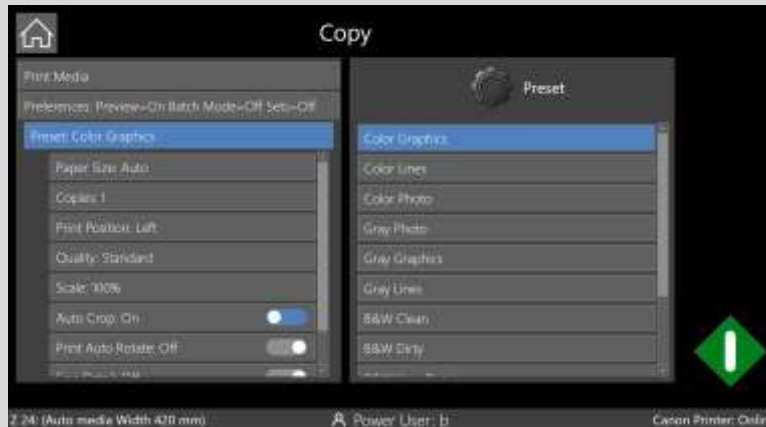 Copy
Print Media
Preferences: Preview=On Batch Mode=Off Sets=Off
Preset: Color Graphics
Paper Size: Auto
Copies: 1
Print Position: Left
Quality: Standard
Scale: 100%
Auto Crop: On
Print Auto Rotate: Off
Preset
Color Graphics
Color Lines
Color Photo
Gray Photo
Gray Graphics
Gray Lines
B&W Clean
B&W Dirty
Z 24: (Auto media Width 420 mm)
Power User: b
Canon Printer: Onlin